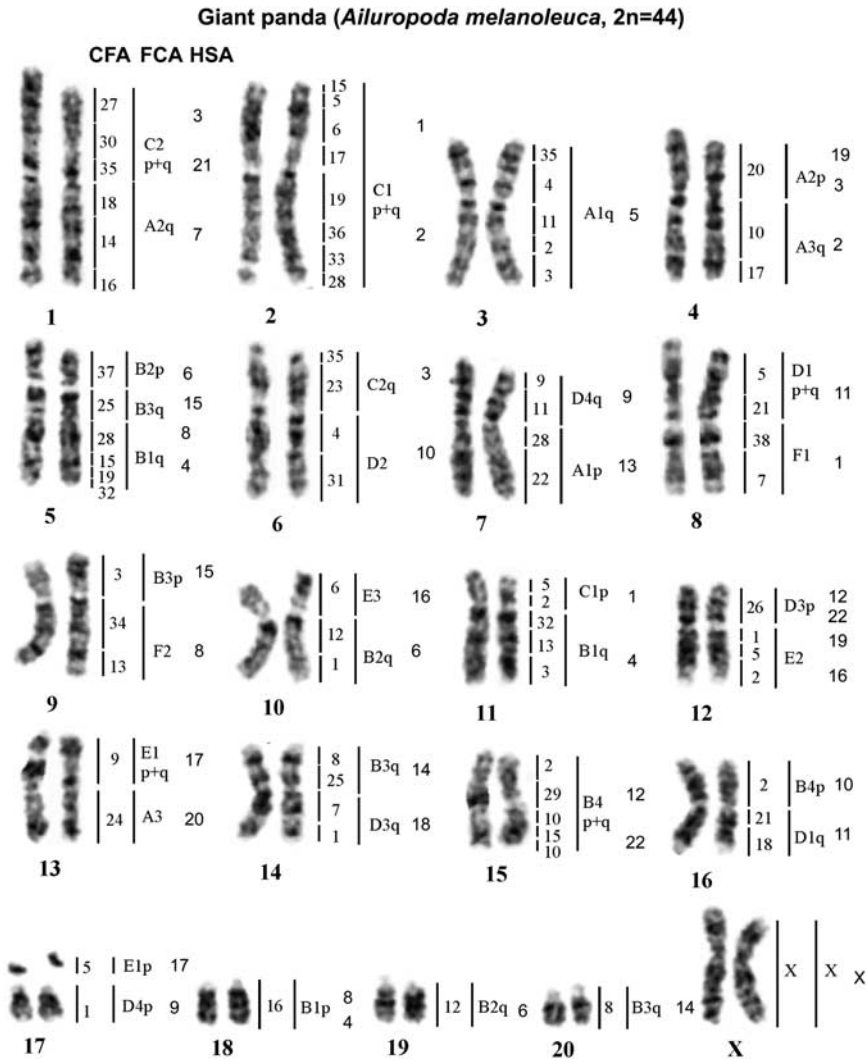 Giant panda (Ailuropoda melanoleuca, 2n=44)
CFA FCA HSA
27
30
35
18
14
16
C2
p+q
A2q
3
21
7
1
15
5
6
17
19
36
33
28
C1
p+q
1
2
2
35
4
11
2
3
A1q
5
3
20
10
17
A2p
A3q
19
3
2
4
37
25
28
15
19
32
B2p
B3q
B1q
6
15
8
4
5
35
23
4
31
C2q
D2
3
10
6
9
11
28
22
D4q
A1p
9
13
7
5
21
38
7
D1
p+q
F1
11
1
8
3
34
13
B3p
F2
15
8
9
6
12
1
E3
B2q
16
6
10
5
2
32
13
3
C1p
B1q
1
4
11
26
1
5
2
D3p
E2
12
22
19
16
12
9
24
E1
p+q
A3
17
20
13
8
25
7
1
B3q
D3q
14
18
14
2
29
10
15
10
B4
p+q
12
22
15
2
21
18
B4p
D1q
10
11
16
5
1
E1p
D4p
17
9
17
16
B1p
8
4
18
12
B2q
6
19
8
B3q
14
20
X
X
X
X